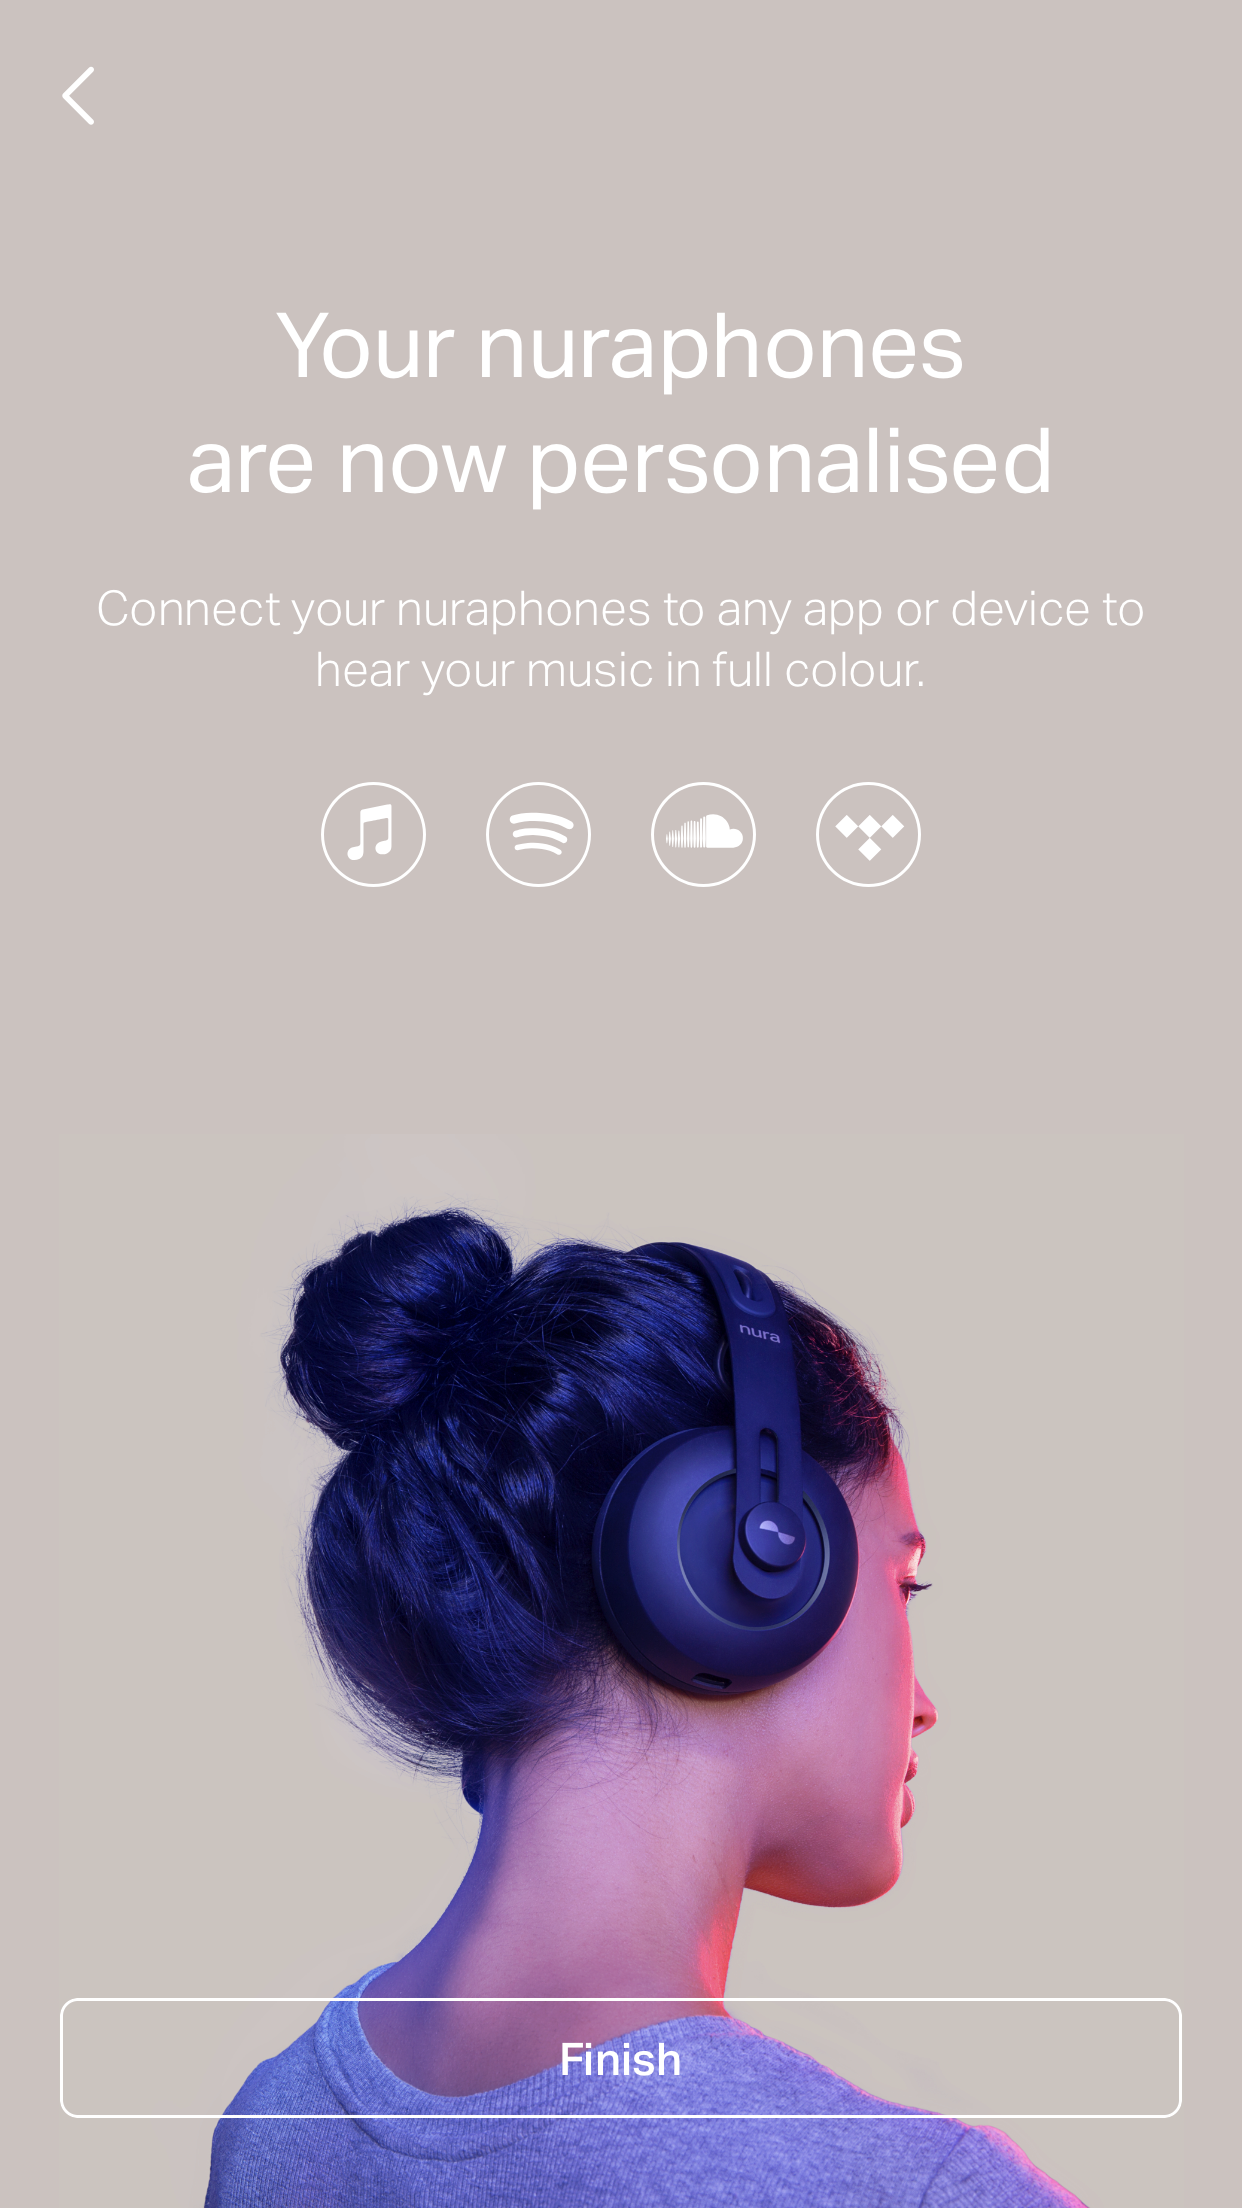 Your nuraphones
are now personalised
Connect your nuraphones to any app or device to
hear your music in full colour.
nura
Finish